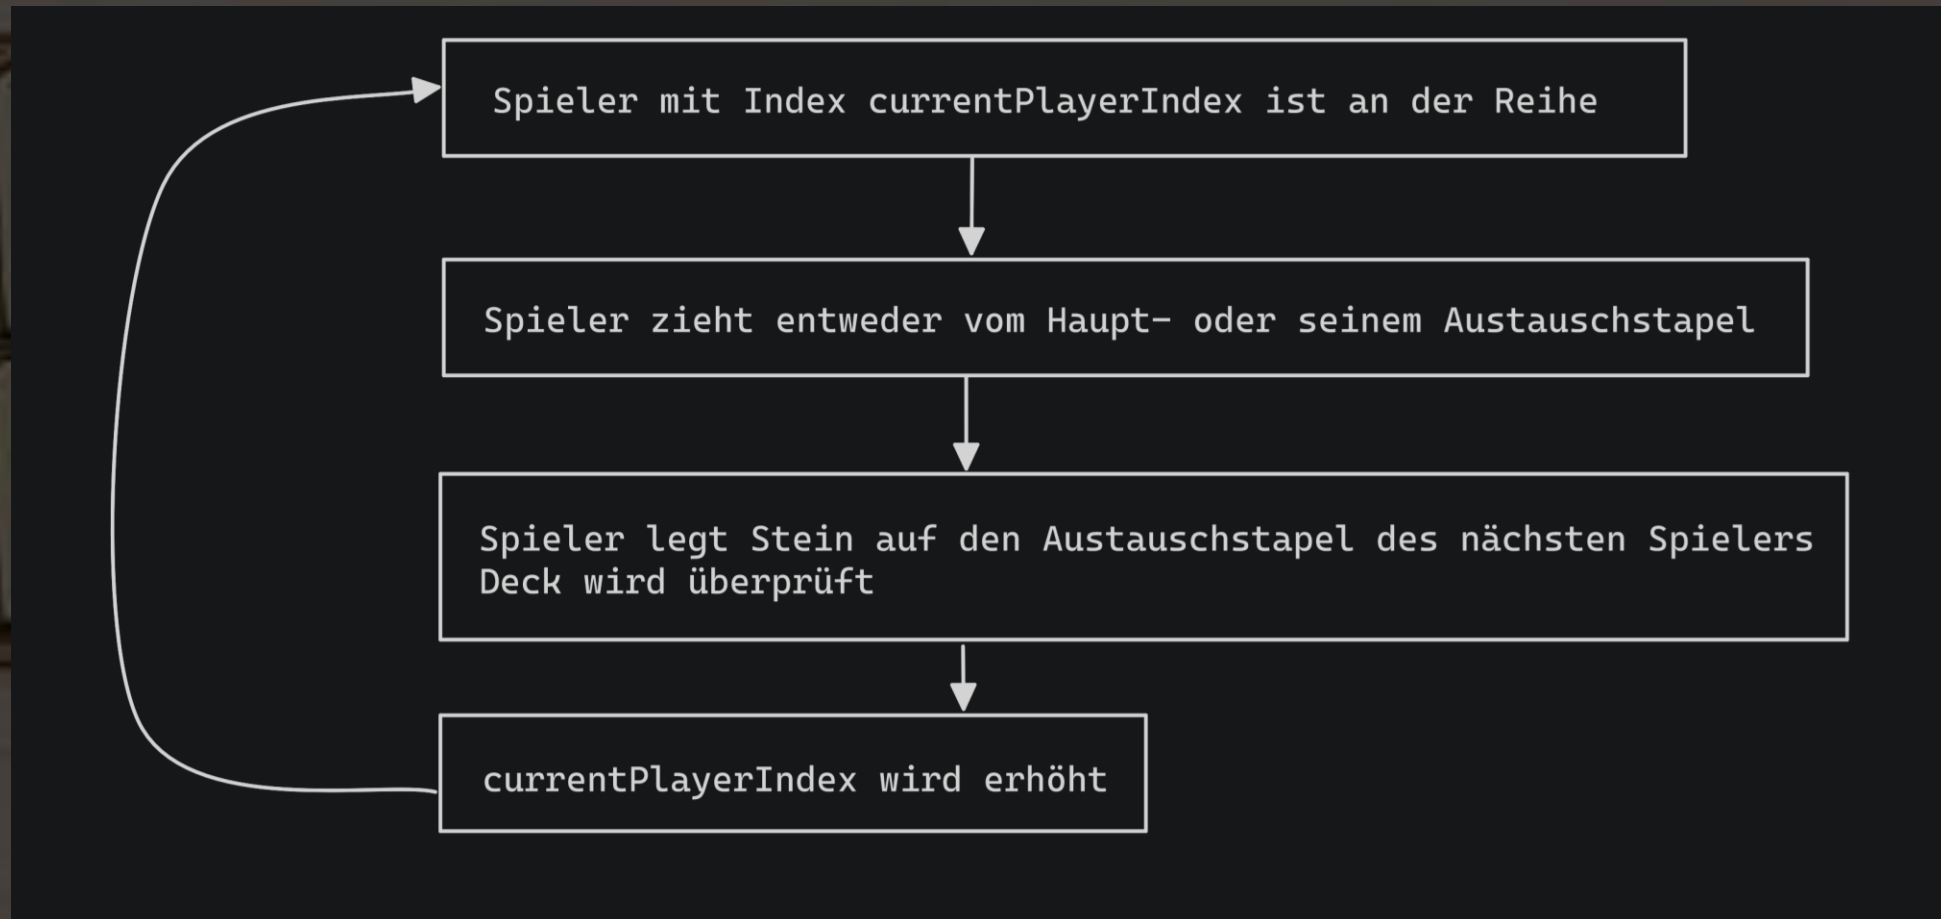 Spieler mit Index currentPlayerIndex ist an der Reihe
Spieler zieht entweder vom Haupt- oder seinem Austauschstapel
Spieler legt Stein auf den Austauschstapel des nächsten Spielers
Deck wird überprüft
currentPlayerIndex wird erhöht